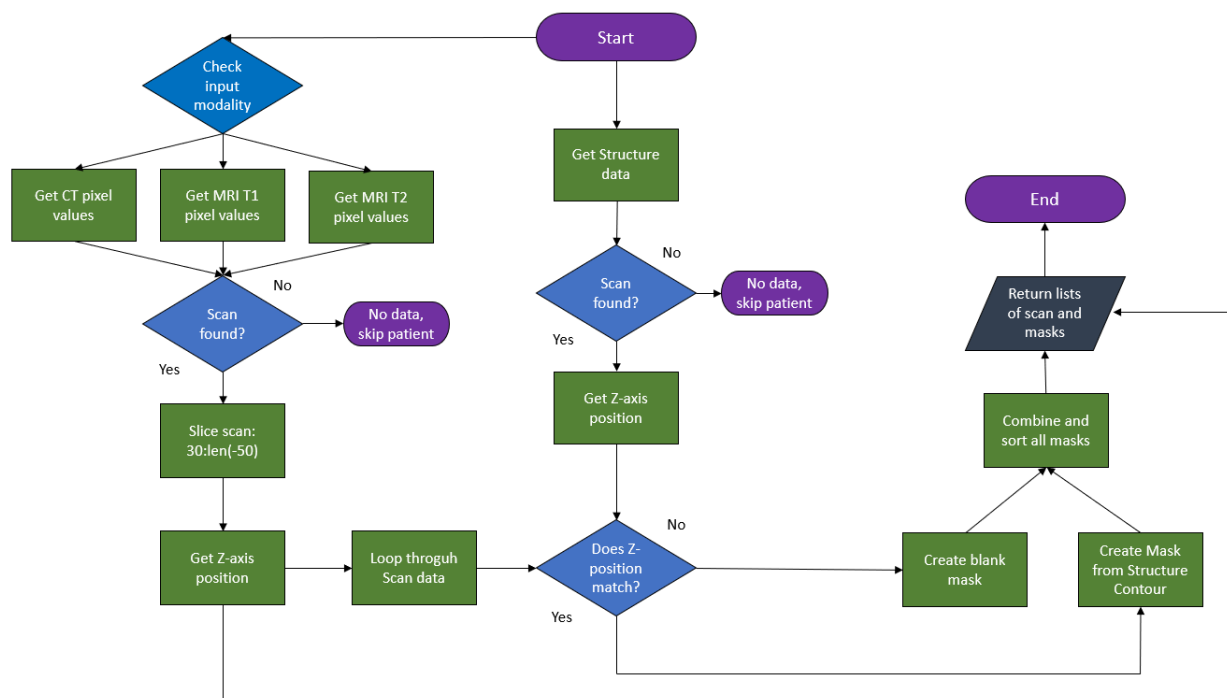 Start
Check
input
modality
Get CT pixel
values
Get MRI T1
pixel values
Get MRI T2
pixel values
Scan
found?
No
No data,
skip patient
Yes
Slice scan:
30:len(-50)
Get Z-axis
position
Loop throguh
Scan data
Get Structure
data
Scan
found?
No
No data,
skip patient
Yes
Get Z-axis
position
Does Z-
position
match?
No
Yes
Create blank
mask
Create Mask
from Structure
Contour
Combine and
sort all masks
Return lists
of scan and
masks
End